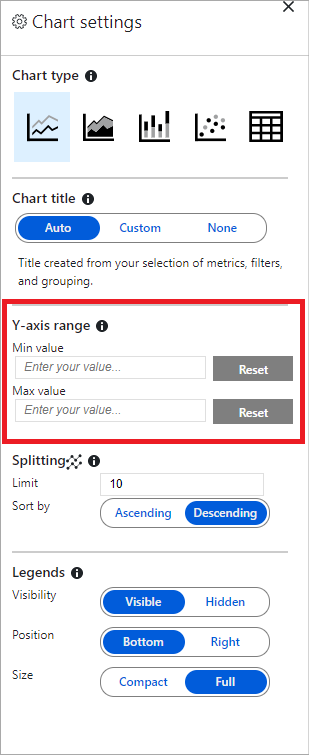 Chart settings
Chart type
Chart title
Auto Custom None
Title created from your selection of metrics, filters,
and grouping.
Y-axis range
Min value
Enter your value... Reset
Max value
Enter your value... Reset
Splitting
Limit 10
Sort by Ascending Descending
Legends
Visibility Visible Hidden
Position Bottom Right
Size Compact Full